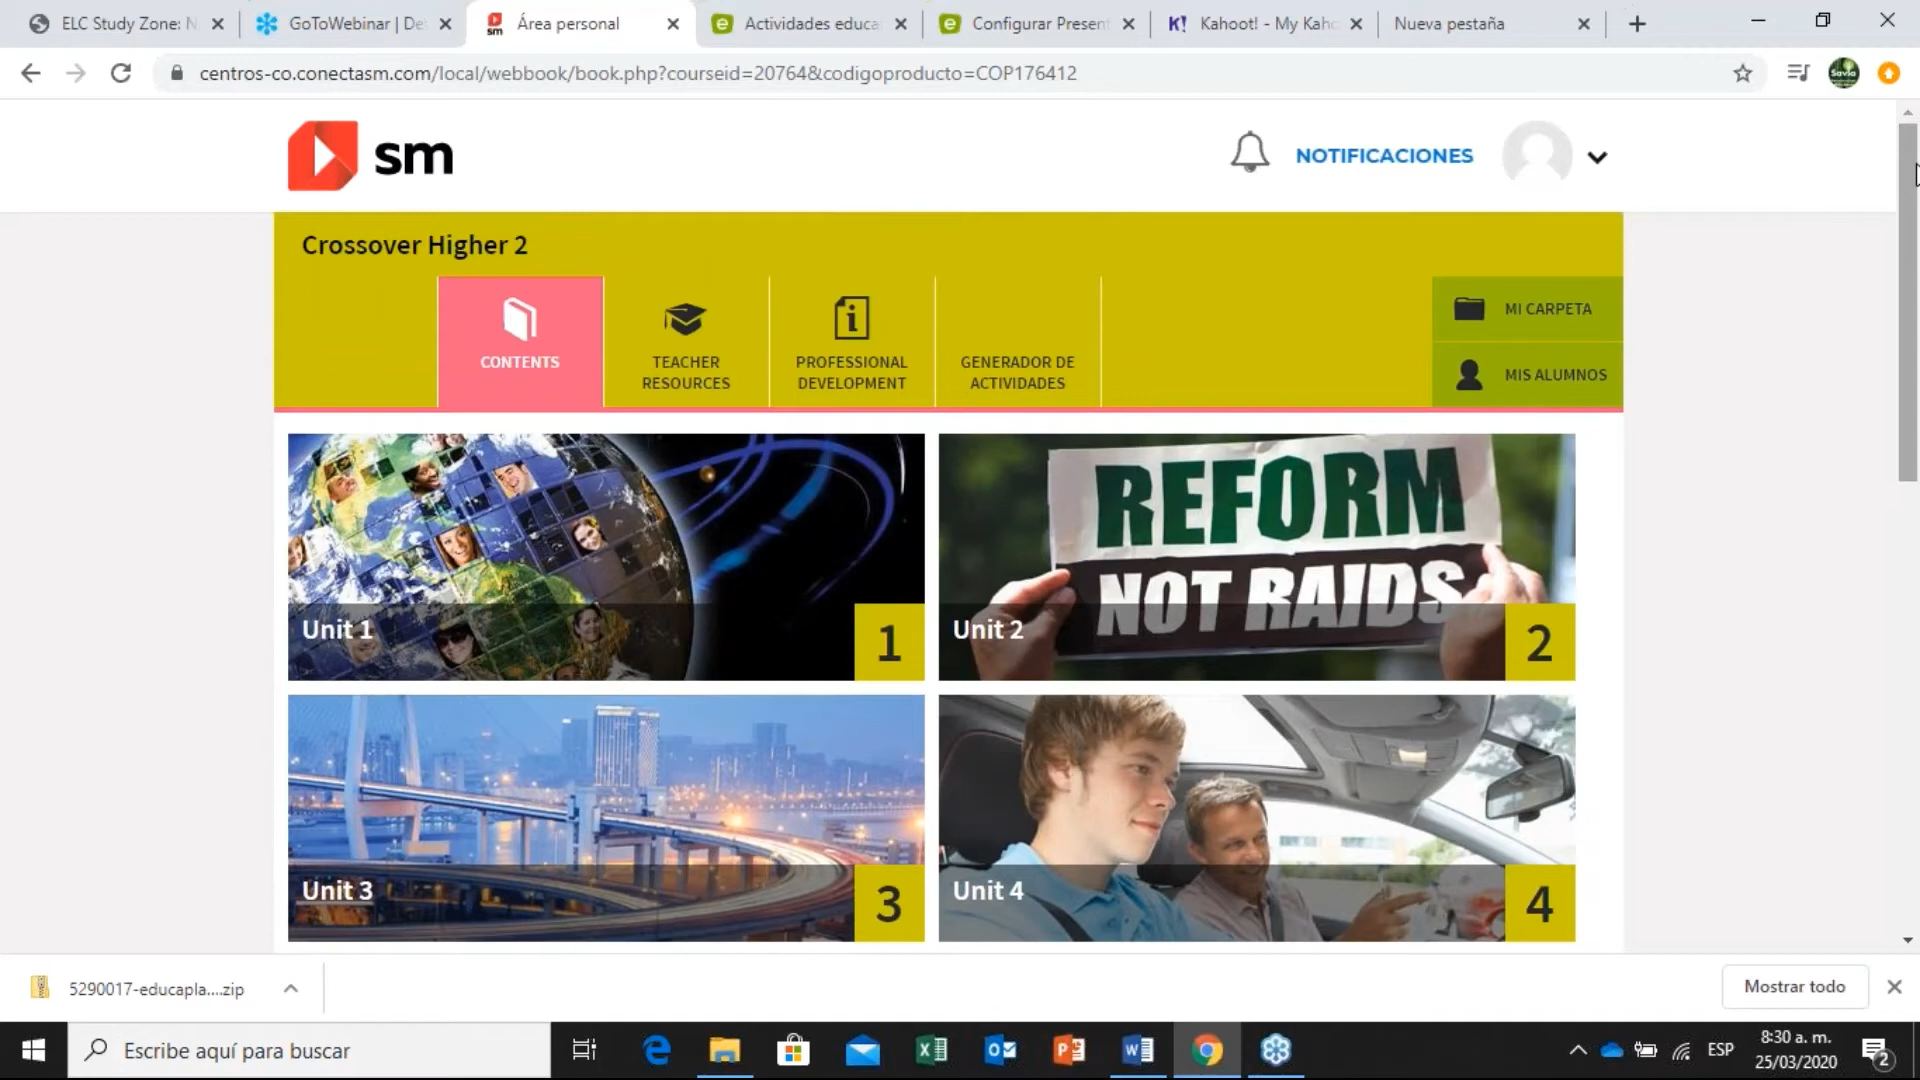 ELC Study Zone: N
GoToWebinar | De
Área personal
Actividades educa
Configurar Present
K! Kahoot! - My Kaho
Nueva pestaña
centros-co.conectasm.com/local/webbook/book.php?courseid=20764&codigoproducto=COP176412
Savia
sm
NOTIFICACIONES
Crossover Higher 2
CONTENTS
TEACHER
RESOURCES
PROFESSIONAL
DEVELOPMENT
GENERADOR DE
ACTIVIDADES
MI CARPETA
MIS ALUMNOS
Unit 1
1
REFORM
NOT RAIDS
Unit 2
2
Unit 3
3
Unit 4
4
5290017-educapla....zip
Mostrar todo
Escribe aquí para buscar
ESP
8:30 a. m.
25/03/2020
2